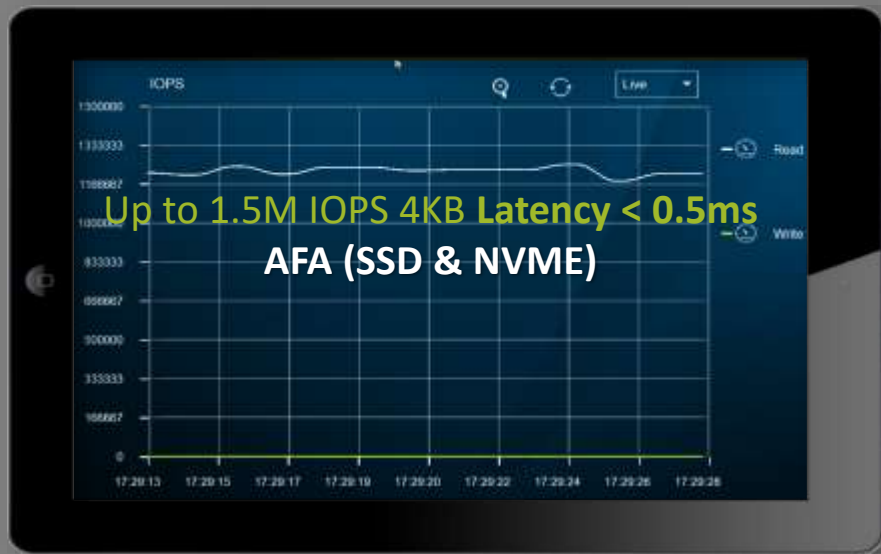 IOPS
Live
1333333
1166667
Read
Up to 1.5M IOPS 4KB Latency < 0.5ms
1000000
Write
AFA (SSD & NVME)
833333
666667
500000
333333
166667
0
17:29:13 17:29:15 17:29:17 17:29:19 17:29:20 17:29:22 17:29:24 17:29:26 17:29:28